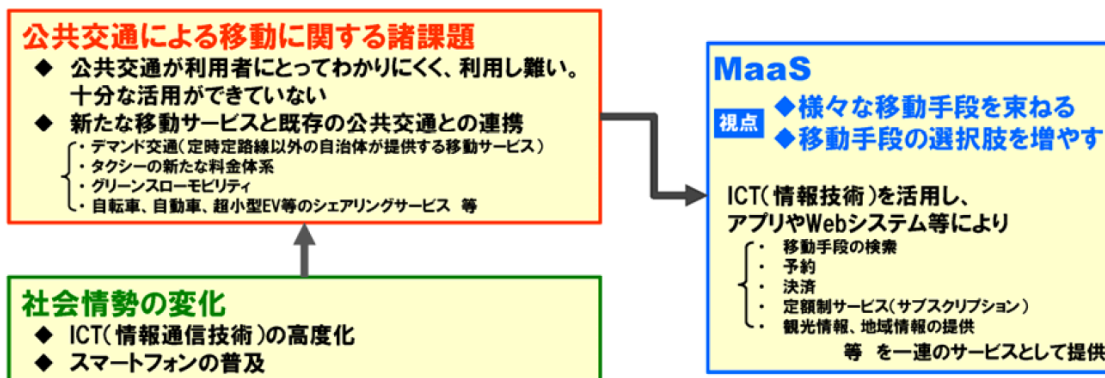 公共交通による移動に関する諸課題
◆ 公共交通が利用者にとってわかりにくく、利用し難い。
十分な活用ができていない
◆ 新たな移動サービスと既存の公共交通との連携
・デマンド交通(定時定路線以外の自治体が提供する移動サービス)
・タクシーの新たな料金体系
・グリーンスローモビリティ
・自転車、自動車、超小型EV等のシェアリングサービス 等
社会情勢の変化
◆ ICT(情報通信技術)の高度化
◆ スマートフォンの普及
MaaS
視点
◆様々な移動手段を束ねる
◆移動手段の選択肢を増やす
ICT(情報技術)を活用し、
アプリやWebシステム等により
・ 移動手段の検索
・ 予約
・ 決済
・ 定額制サービス(サブスクリプション)
・ 観光情報、地域情報の提供
等 を一連のサービスとして提供